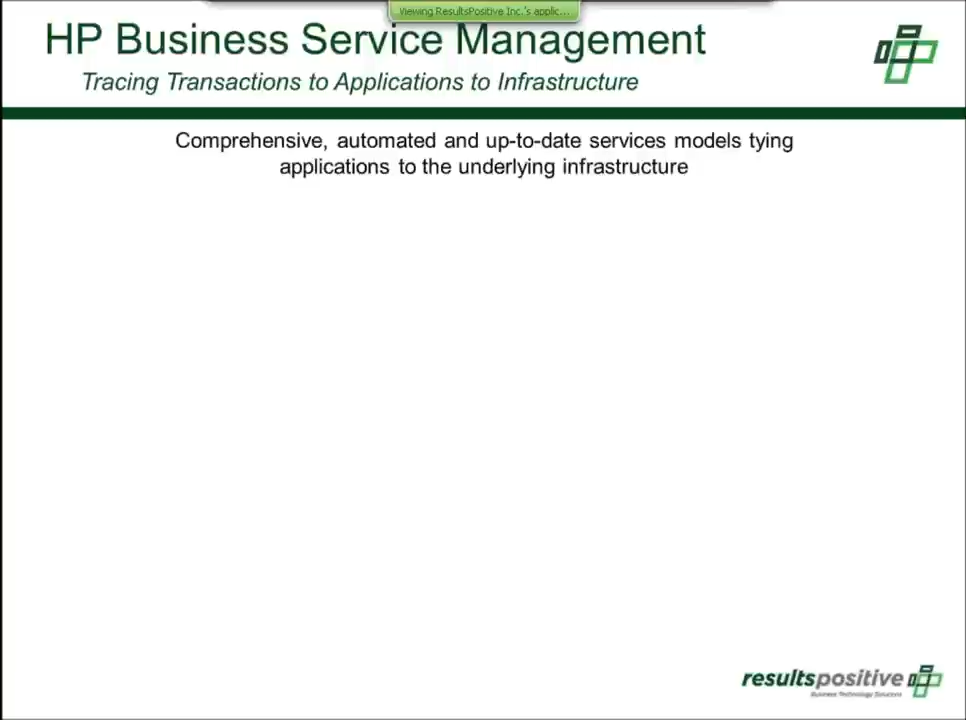 Viewing ResultsPositive Inc.'s applic...
HP Business Service Management
Tracing Transactions to Applications to Infrastructure
Comprehensive, automated and up-to-date services models tying
applications to the underlying infrastructure
resultspositive
Business Technology Solutions